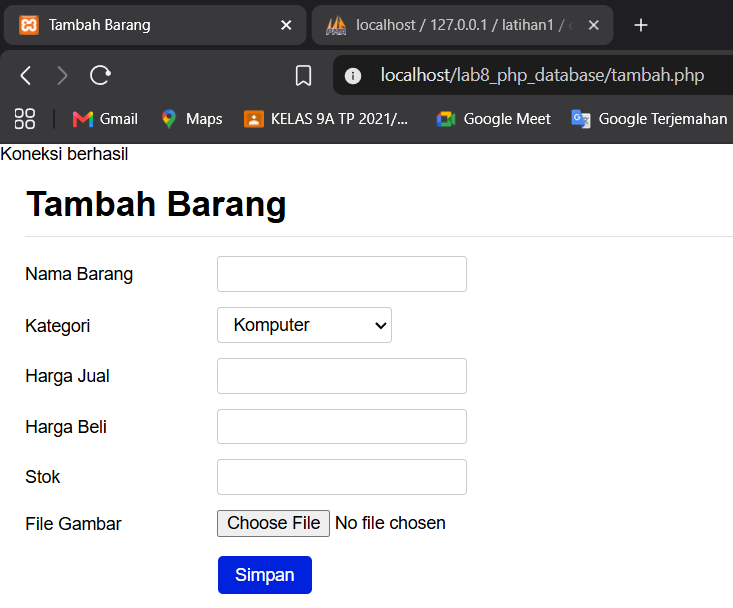 Tambah Barang
localhost / 127.0.0.1 / latihan1 /
localhost/lab8_php_database/tambah.php
Gmail Maps KELAS 9A TP 2021/... Google Meet Google Terjemahan
Koneksi berhasil
Tambah Barang
Nama Barang
Kategori Komputer
Harga Jual
Harga Beli
Stok
File Gambar Choose File No file chosen
Simpan